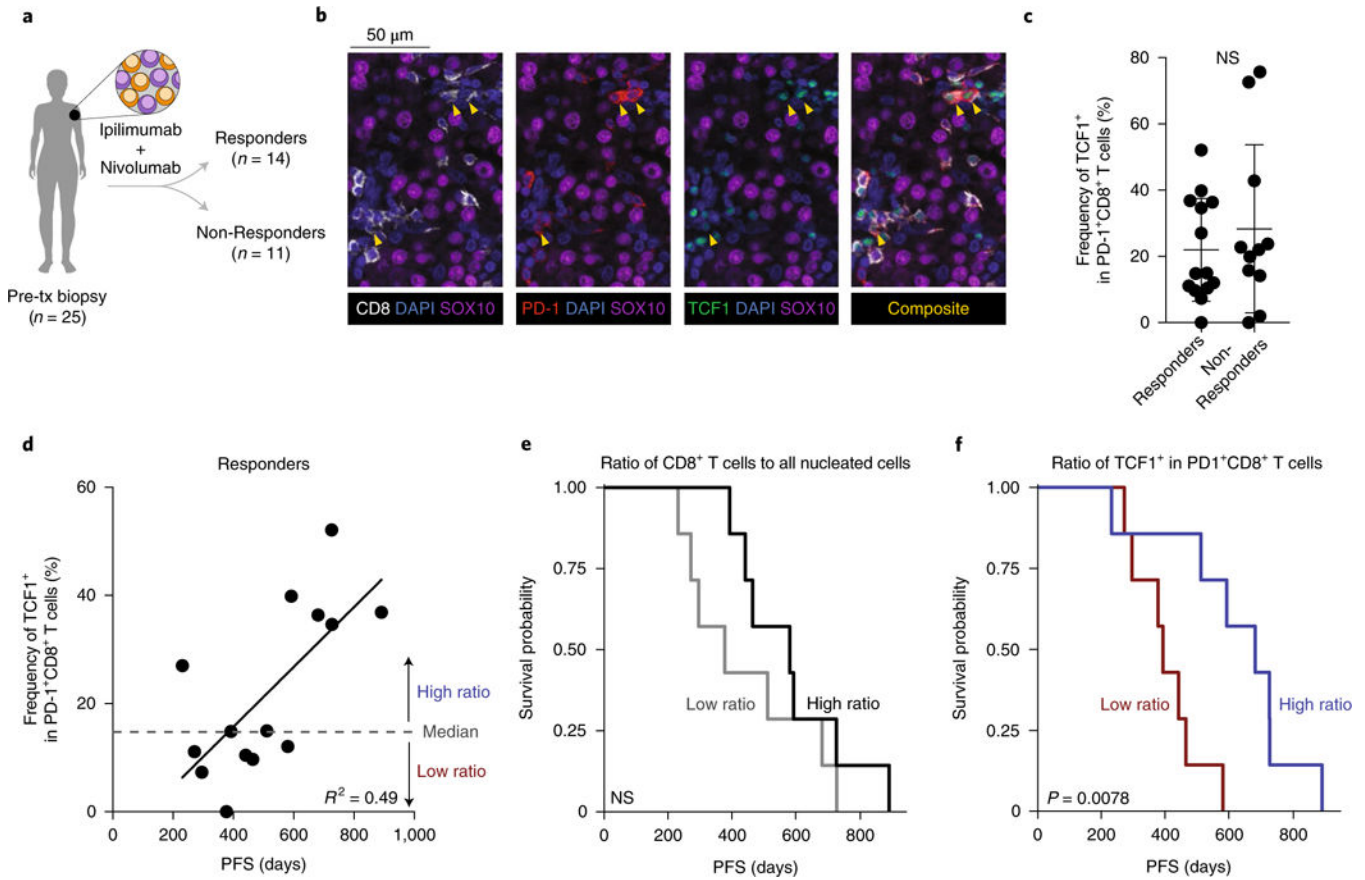 a
Ipilimumab
+
Nivolumab
Responders
(n = 14)
Non-Responders
(n = 11)
Pre-tx biopsy
(n = 25)
b
50 μm
CD8 DAPI SOX10
PD-1 DAPI SOX10
TCF1 DAPI SOX10
Composite
c
NS
Frequency of TCF1⁺
in PD-1⁺CD8⁺ T cells (%)
80
60
40
20
0
Responders
Non-
Responders
d
Responders
Frequency of TCF1⁺
in PD-1⁺CD8⁺ T cells (%)
60
40
20
0
High ratio
Median
Low ratio
R² = 0.49
0 200 400 600 800 1,000
PFS (days)
e
Ratio of CD8⁺ T cells to all nucleated cells
Survival probability
1.00
0.75
0.50
0.25
0
Low ratio
High ratio
NS
0 200 400 600 800
PFS (days)
f
Ratio of TCF1⁺ in PD1⁺CD8⁺ T cells
Survival probability
1.00
0.75
0.50
0.25
0
Low ratio
High ratio
P = 0.0078
0 200 400 600 800
PFS (days)